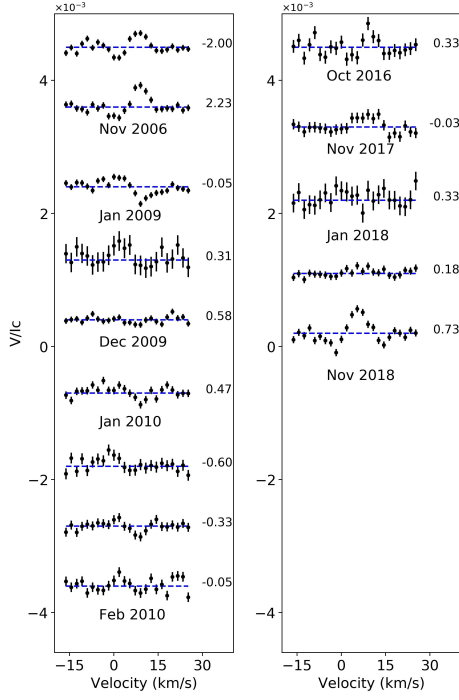 ×10⁻³
4
2
0
−2
−4
V/Ic
-2.00
2.23
Nov 2006
-0.05
Jan 2009
0.31
0.58
Dec 2009
0.47
Jan 2010
-0.60
-0.33
-0.05
Feb 2010
−15 0 15 30
Velocity (km/s)
×10⁻³
4
2
0
−2
−4
0.33
Oct 2016
-0.03
Nov 2017
0.33
Jan 2018
0.18
0.73
Nov 2018
−15 0 15 30
Velocity (km/s)